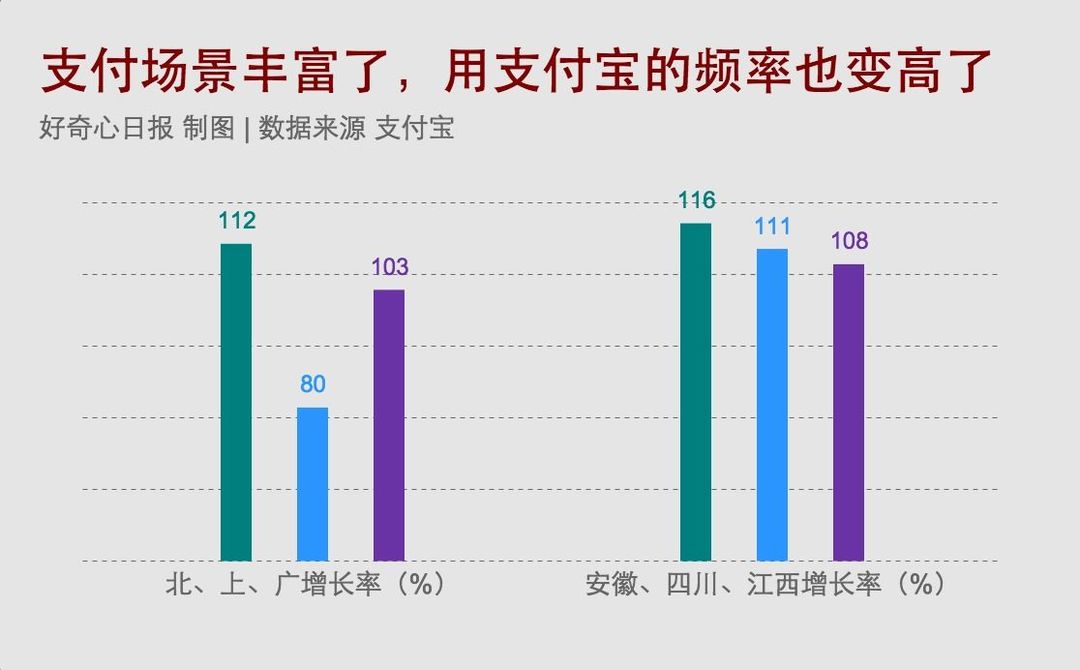 支付场景丰富了，用支付宝的频率也变高了
好奇心日报 制图 | 数据来源 支付宝
112
80
103
116
111
108
北、上、广增长率（%）
安徽、四川、江西增长率（%）